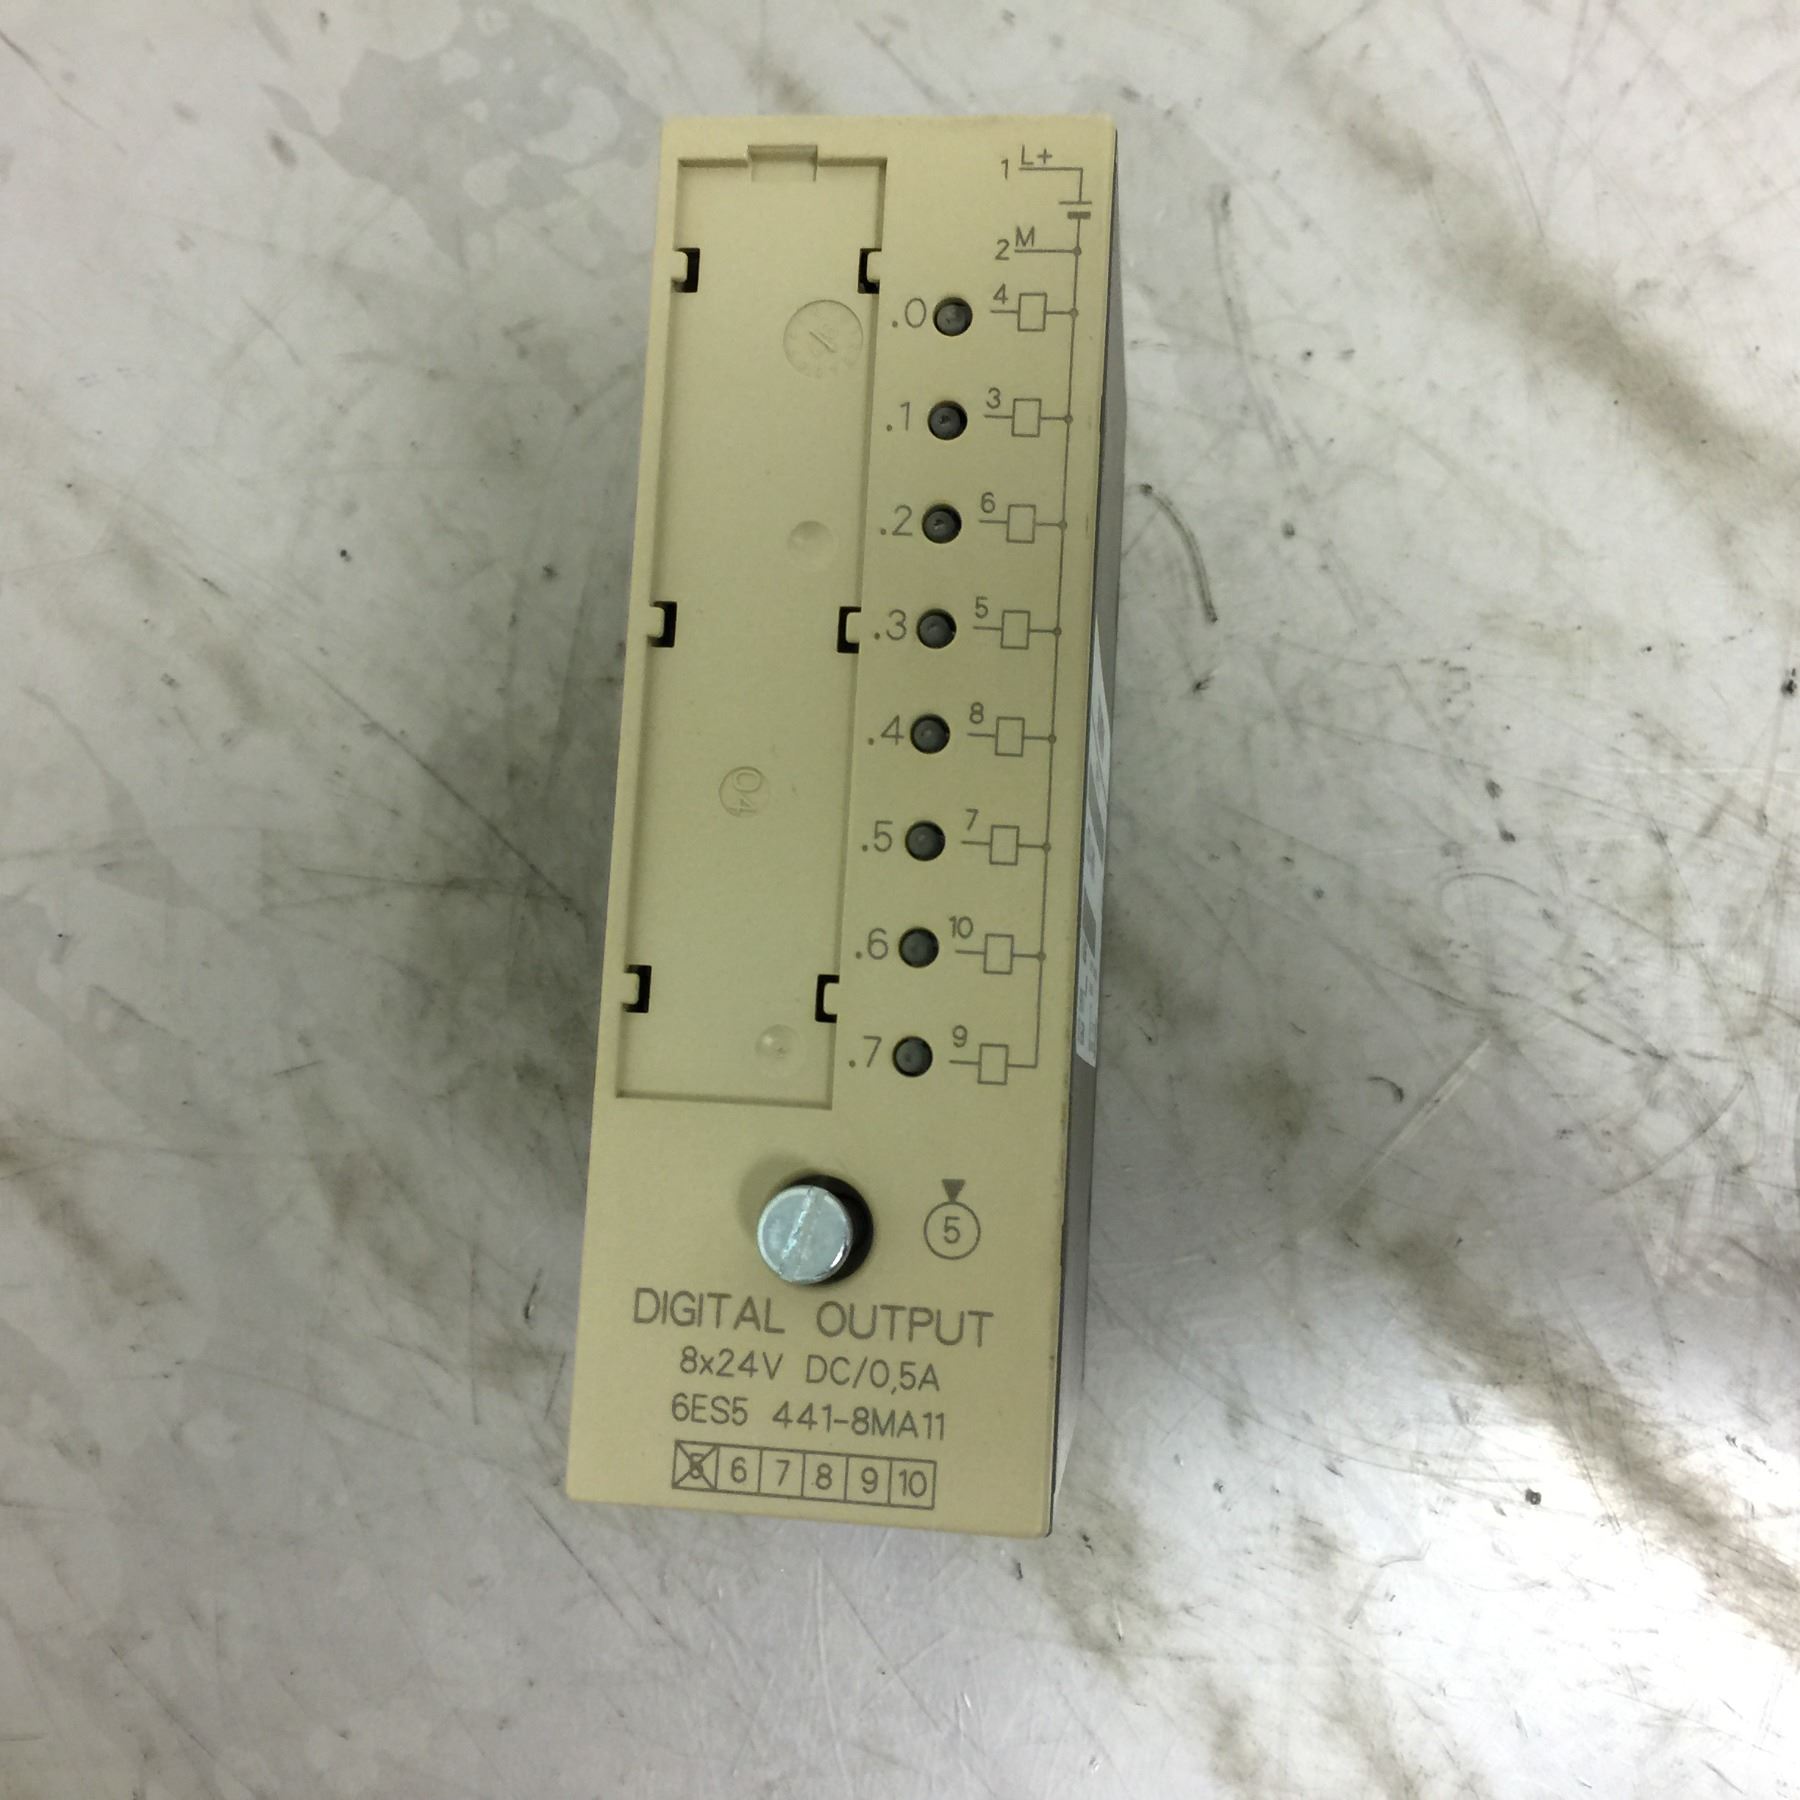 1 L+
2 M
.0 4
.1 3
.2 6
.3 5
.4 8
.5 7
.6 10
.7 9
04
5
DIGITAL OUTPUT
8x24V DC/0,5A
6ES5 441-8MA11
5 6 7 8 9 10